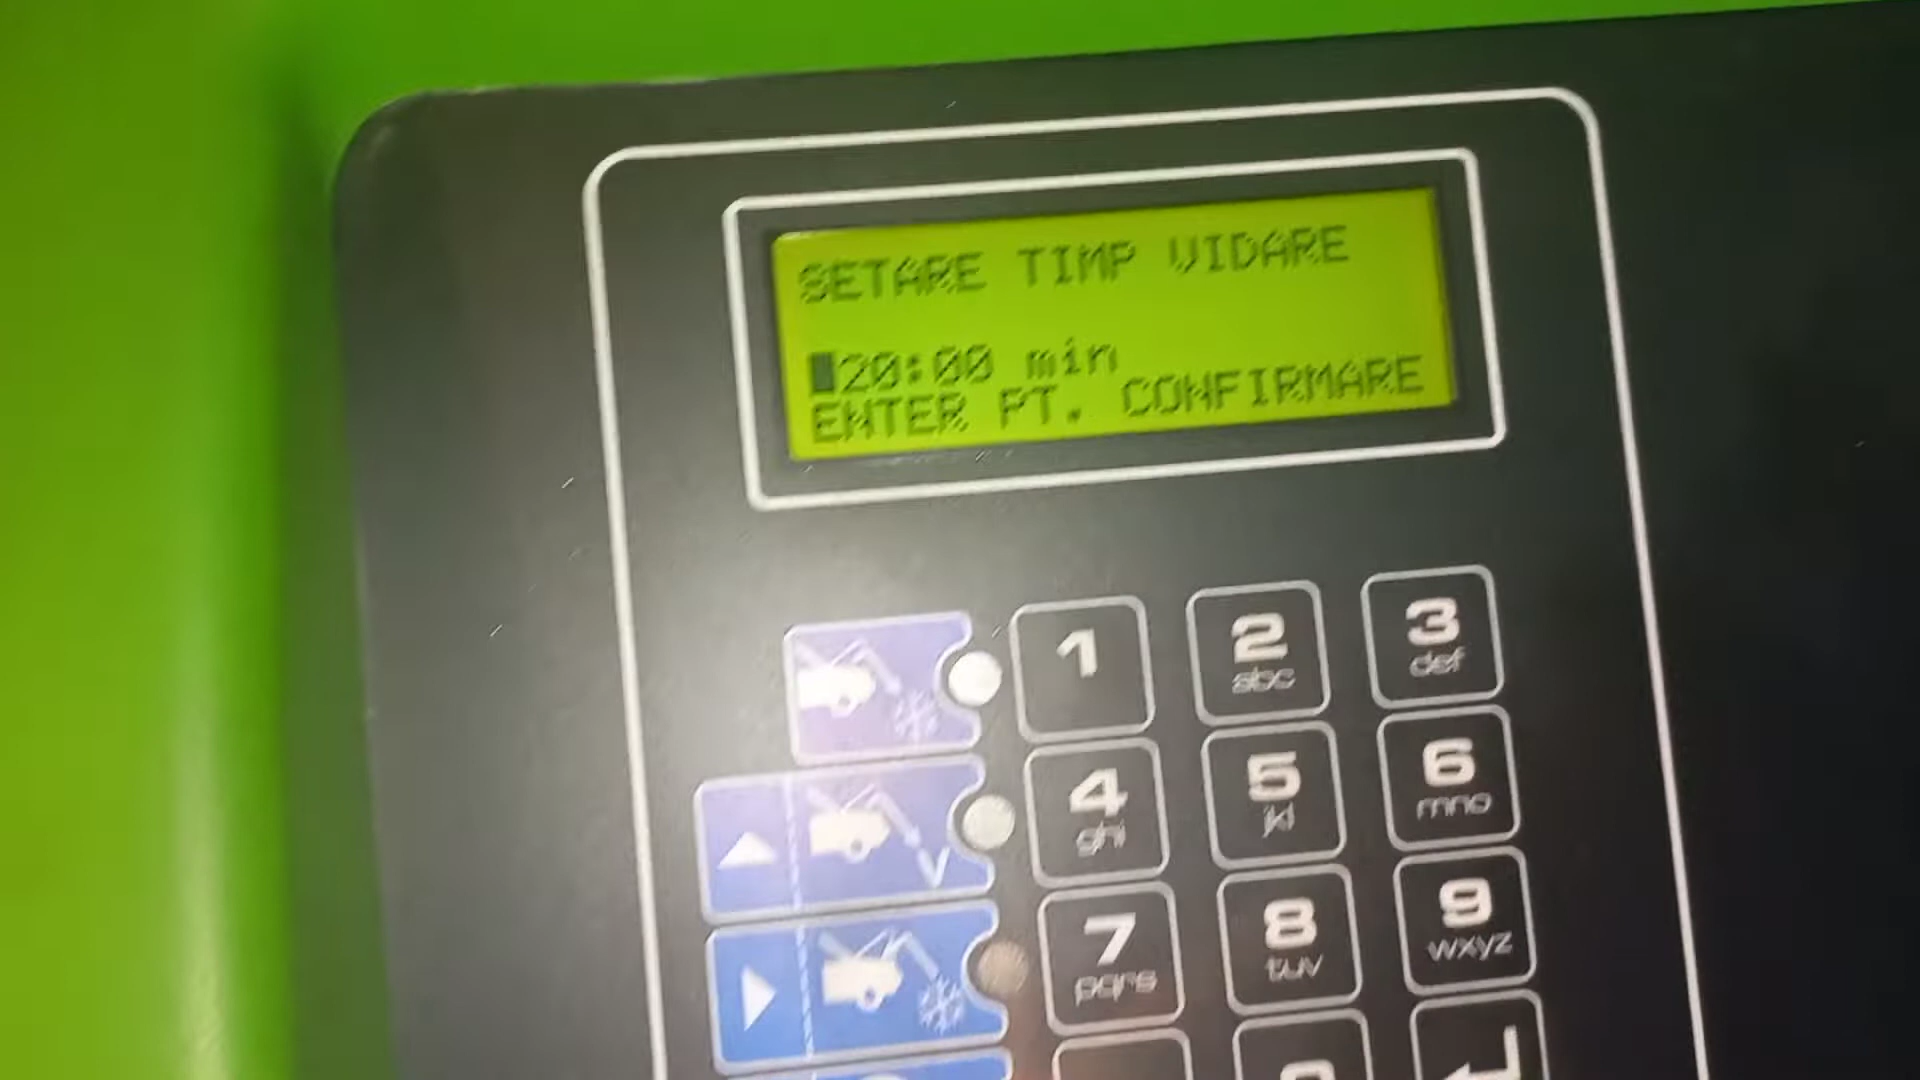 SETARE TIMP VIDARE
20:00 min
ENTER PT. CONFIRMARE
1
2
abc
3
def
4
ghi
5
jkl
6
mno
7
pqrs
8
tuv
9
wxyz